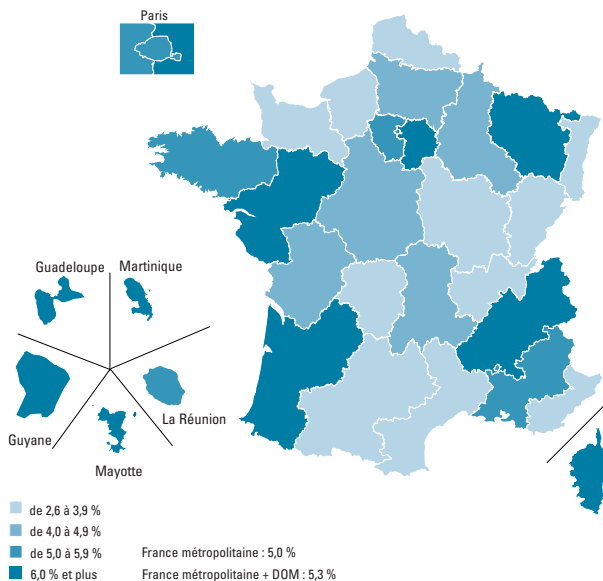 Paris
Guadeloupe
Martinique
Guyane
La Réunion
Mayotte
de 2,6 à 3,9 %
de 4,0 à 4,9 %
de 5,0 à 5,9 % France métropolitaine : 5,0 %
6,0 % et plus France métropolitaine + DOM : 5,3 %